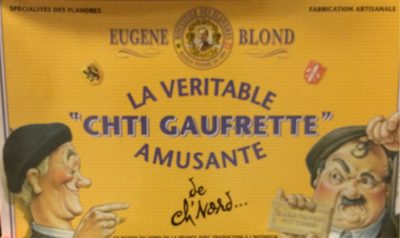 SPÉCIALITÉS DES FLANDRES
FABRICATION ARTISANALE
EUGENE BLOND
LA VERITABLE
"CHTI GAUFRETTE"
AMUSANTE
de
ch'Nord...